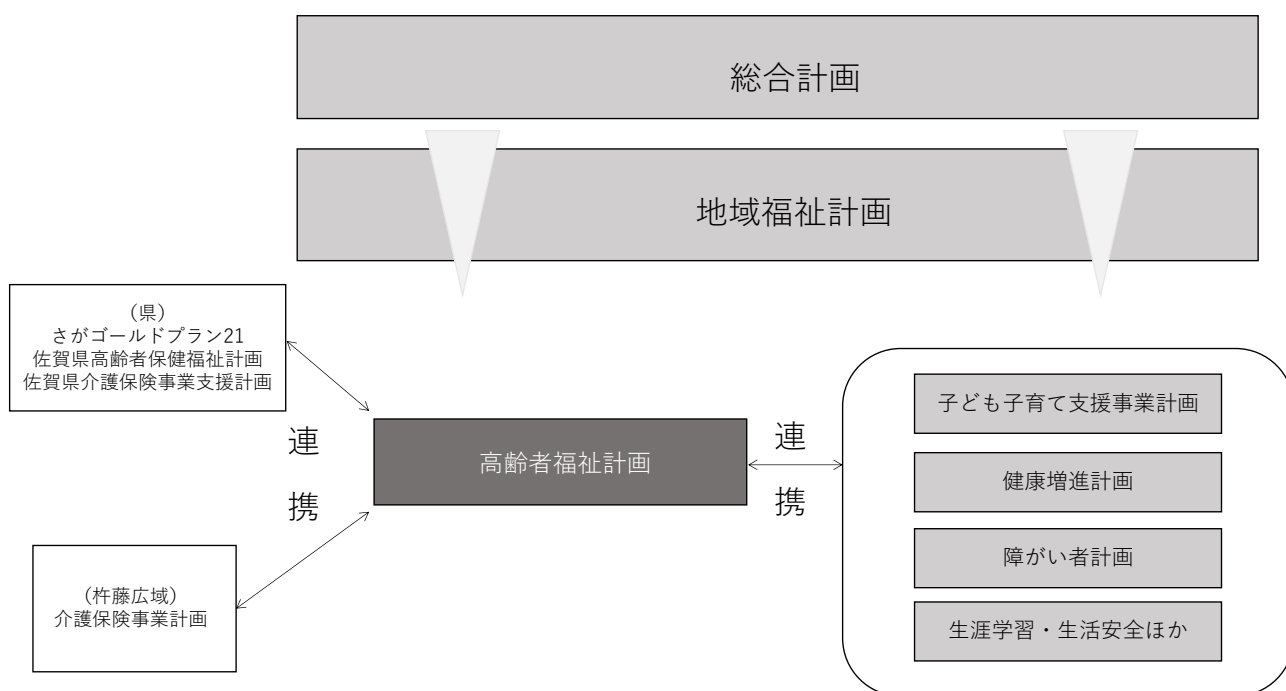 総合計画
地域福祉計画
（県）
さがゴールドプラン21
佐賀県高齢者保健福祉計画
佐賀県介護保険事業支援計画
連
携
高齢者福祉計画
連
携
子ども子育て支援事業計画
健康増進計画
障がい者計画
生涯学習・生活安全ほか
（杵藤広域）
介護保険事業計画